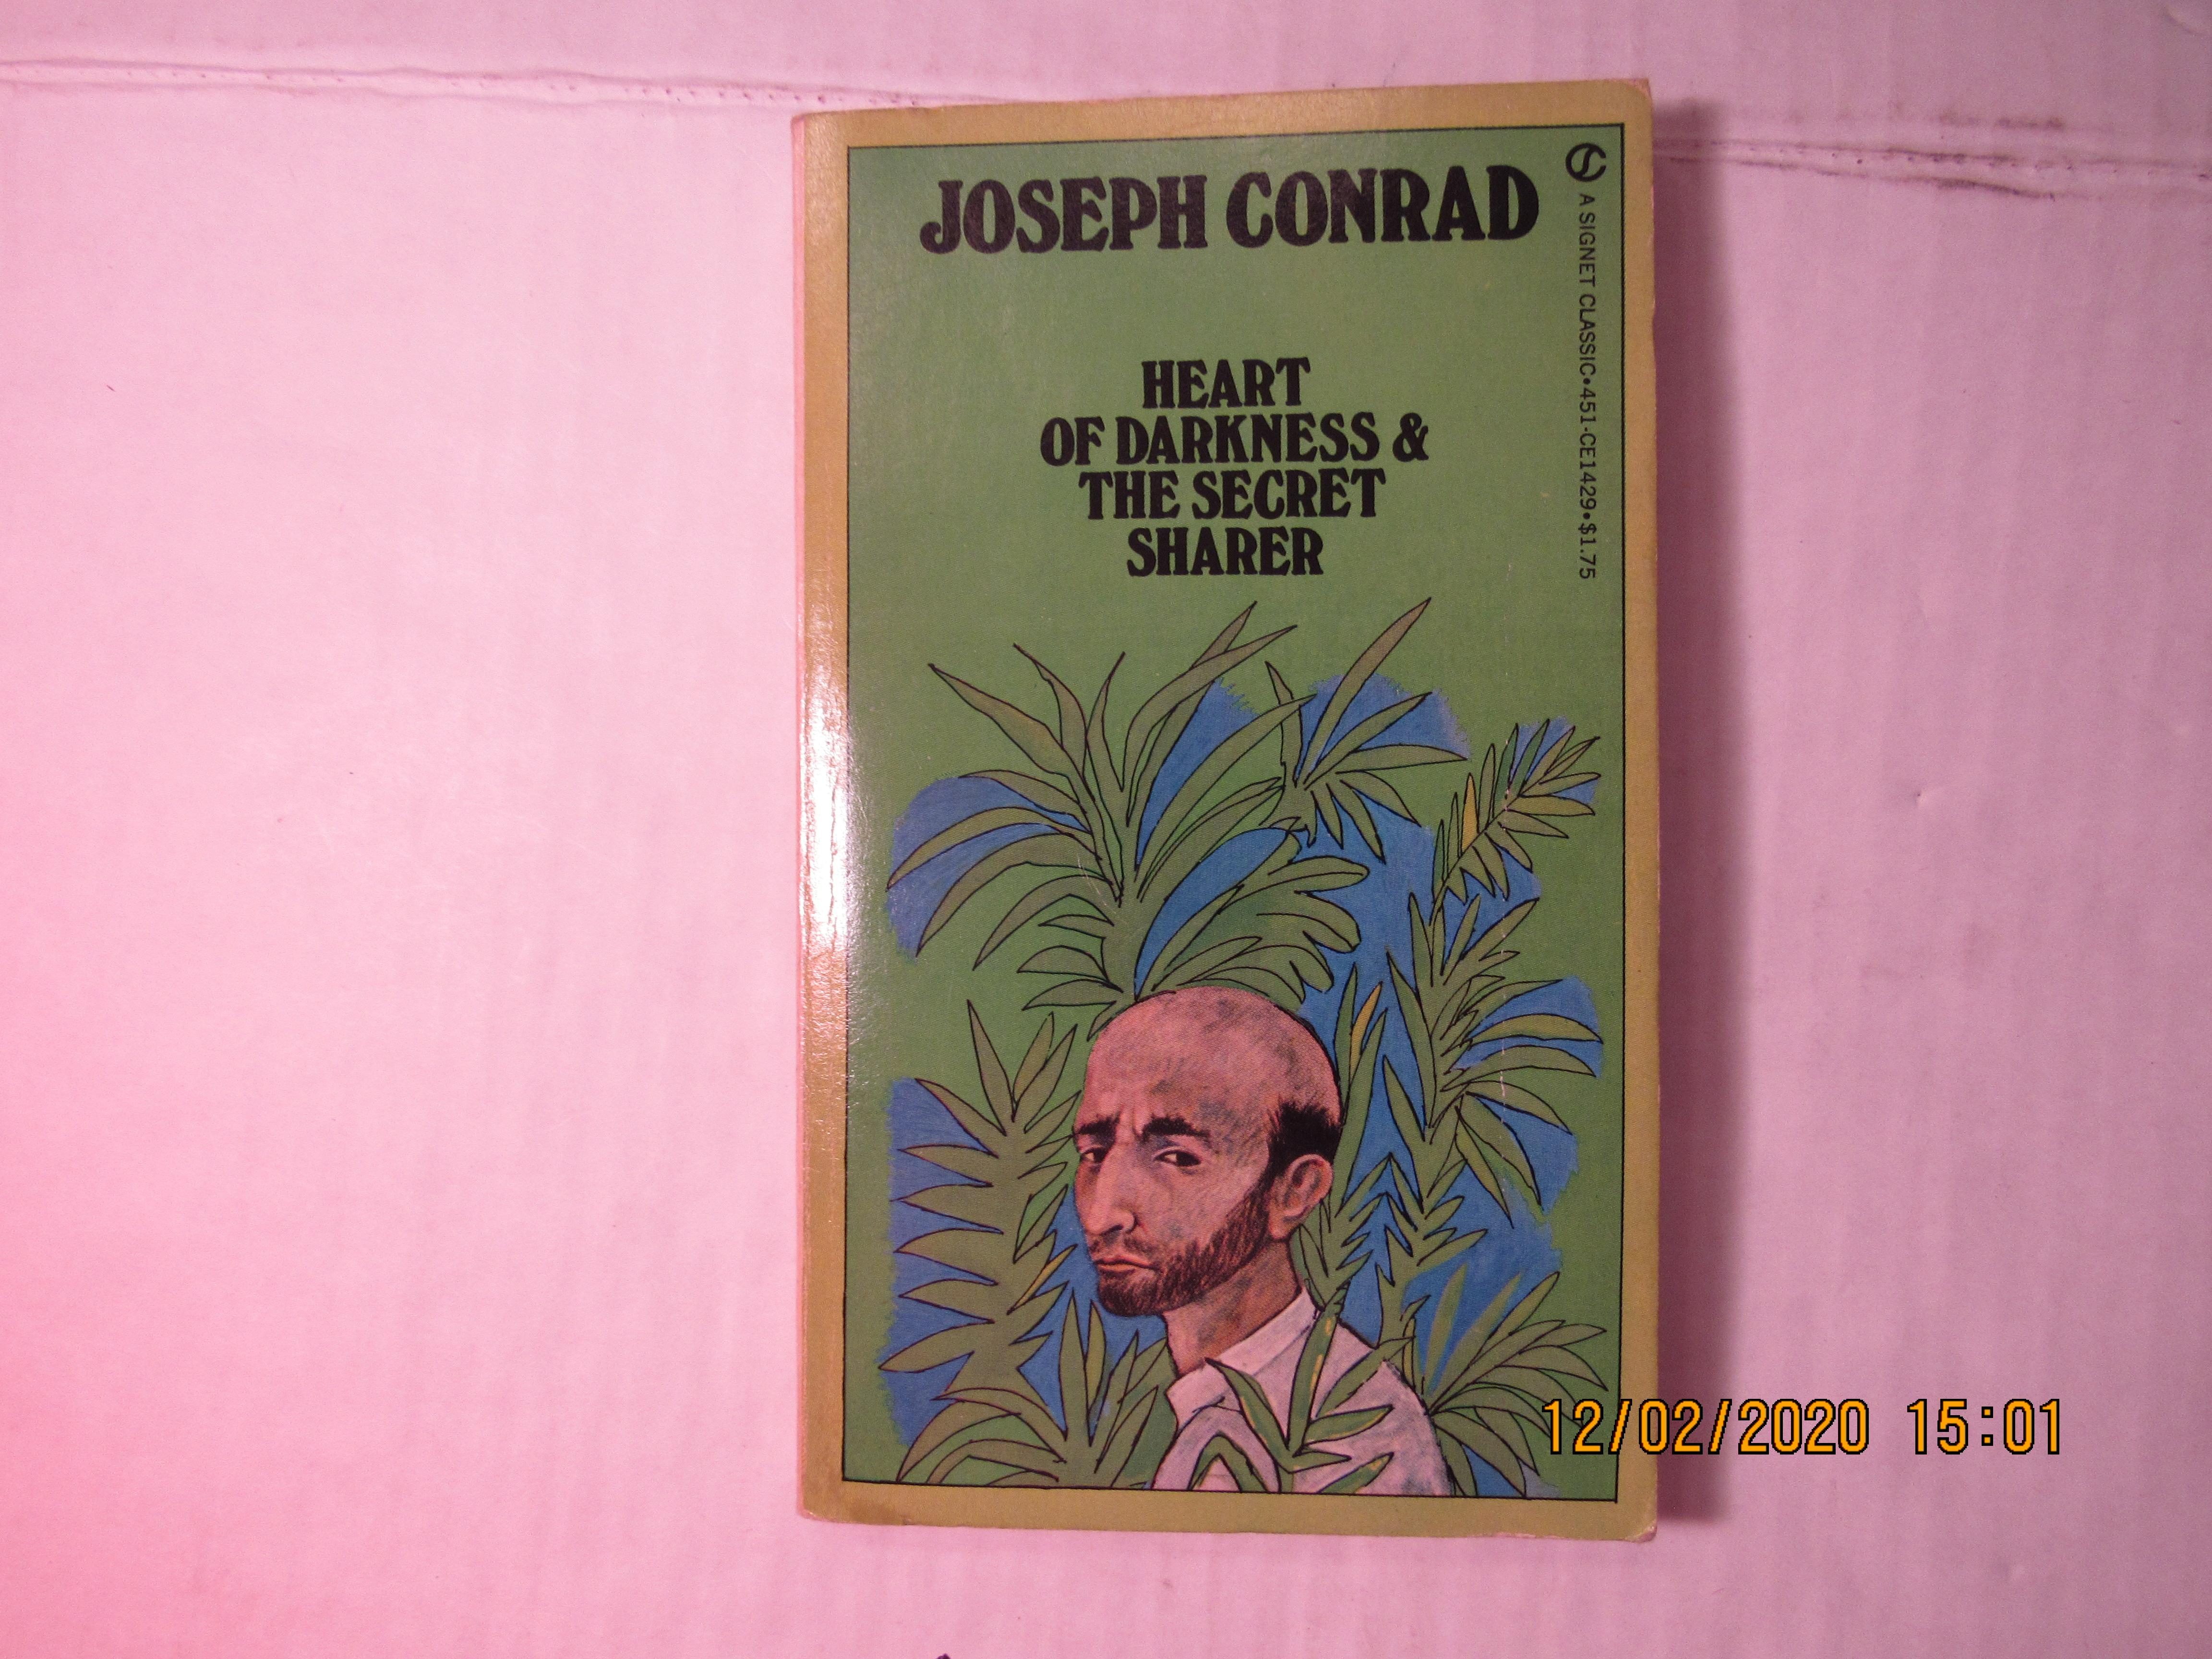 JOSEPH CONRAD
A SIGNET CLASSIC•451-CE1429•$1.75
HEART
OF DARKNESS &
THE SECRET
SHARER
12/02/2020 15:01